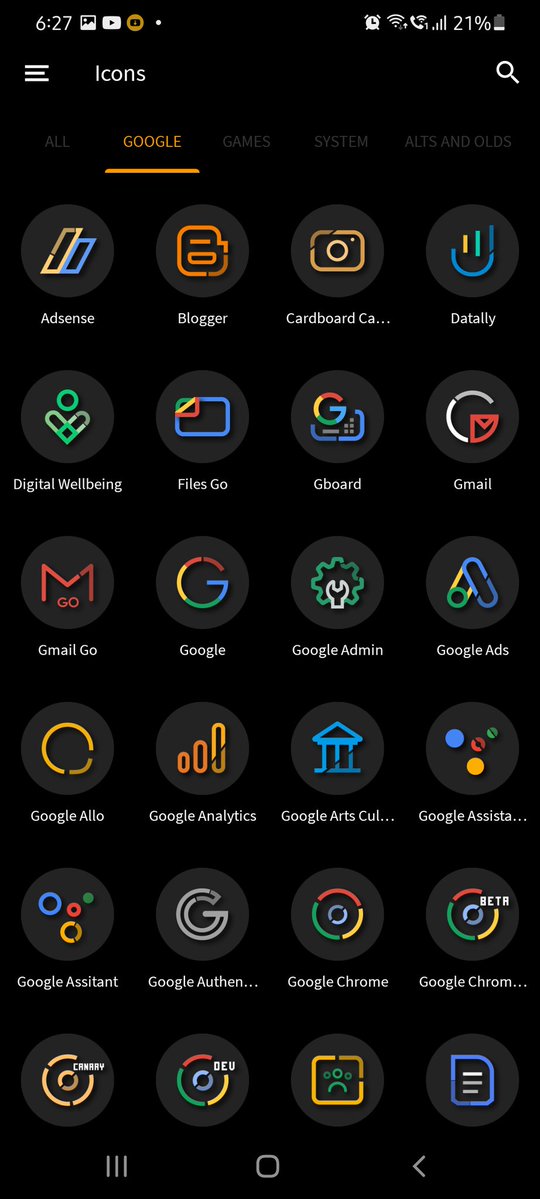 6:27 21%
Icons
ALL GOOGLE GAMES SYSTEM ALTS AND OLDS
Adsense Blogger Cardboard Ca... Datally
Digital Wellbeing Files Go Gboard Gmail
GO
Gmail Go Google Google Admin Google Ads
Google Allo Google Analytics Google Arts Cul... Google Assista...
BETA
Google Assitant Google Authen... Google Chrome Google Chrom...
CANARY DEV